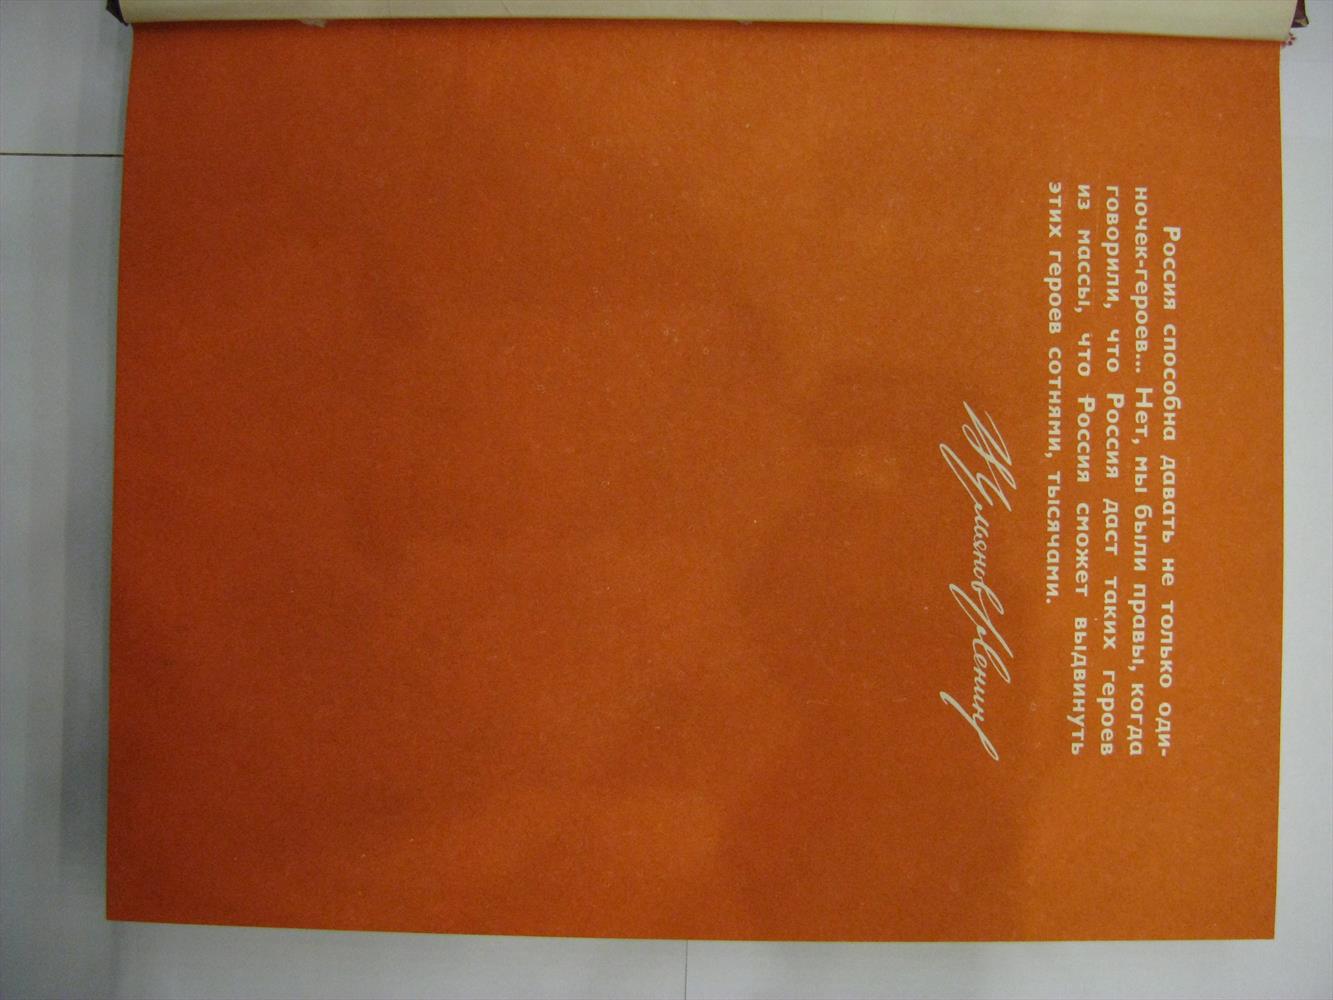 Россия способна давать не только оди-
ночек-героев... Нет, мы были правы, когда
говорили, что Россия даст таких героев
из массы, что Россия сможет выдвинуть
этих героев сотнями, тысячами.
В Ульянов (Ленин)